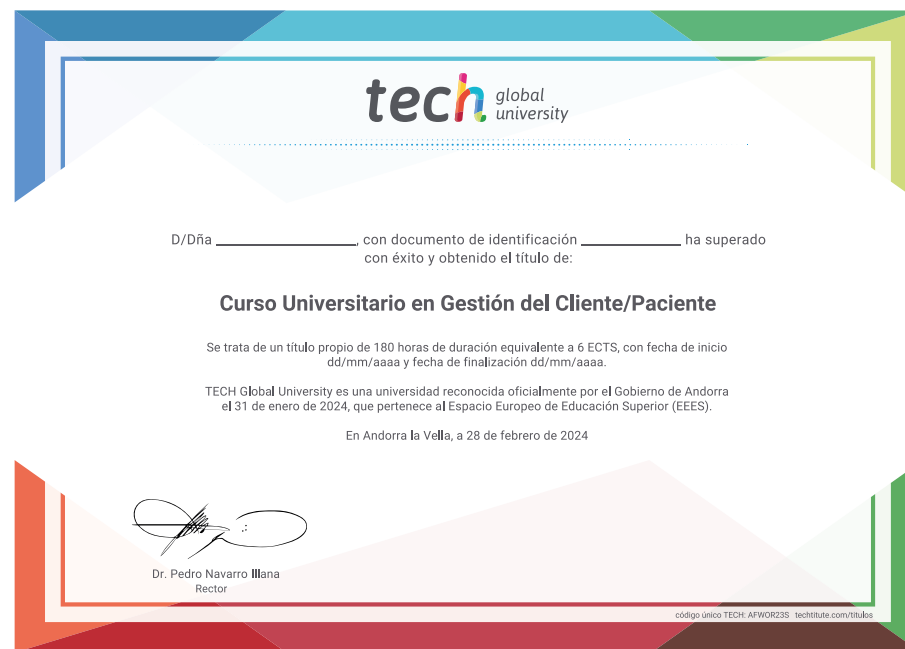 tech global university
D/Dña ____________, con documento de identificación ____________ ha superado
con éxito y obtenido el título de:
Curso Universitario en Gestión del Cliente/Paciente
Se trata de un título propio de 180 horas de duración equivalente a 6 ECTS, con fecha de inicio
dd/mm/aaaa y fecha de finalización dd/mm/aaaa.
TECH Global University es una universidad reconocida oficialmente por el Gobierno de Andorra
el 31 de enero de 2024, que pertenece al Espacio Europeo de Educación Superior (EEES).
En Andorra la Vella, a 28 de febrero de 2024
Dr. Pedro Navarro Illana
Rector
código único TECH: AFWOR23S techtitute.com/titulos